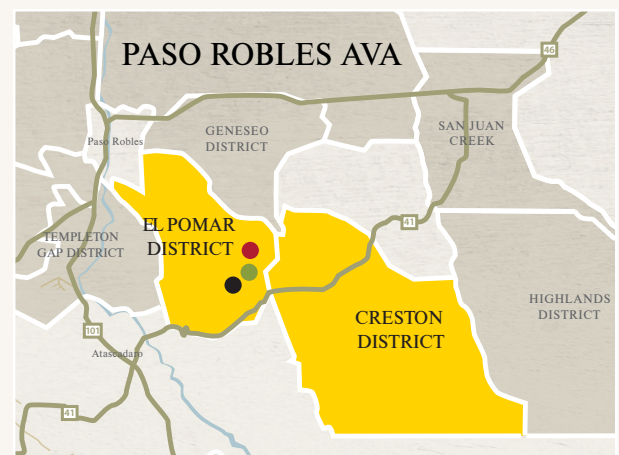 PASO ROBLES AVA
46
Paso Robles
GENESEO
DISTRICT
SAN JUAN
CREEK
EL POMAR
DISTRICT
41
TEMPLETON
GAP DISTRICT
HIGHLANDS
DISTRICT
CRESTON
DISTRICT
101
Atascadaro
41